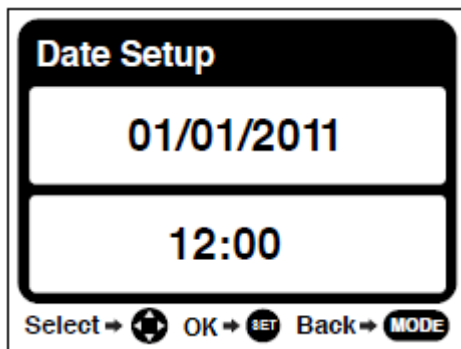 Date Setup
01/01/2011
12:00
Select → OK → SET Back → MODE